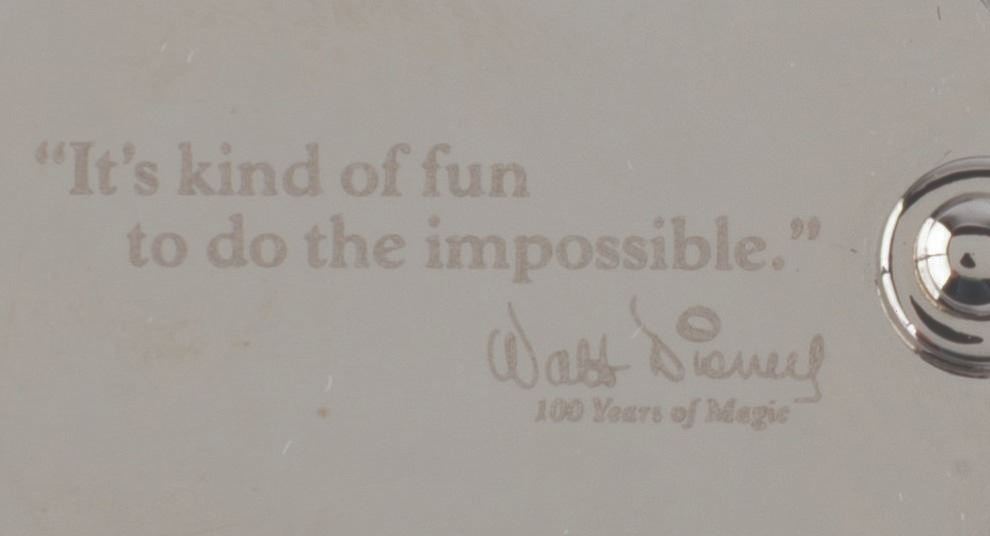 “It’s kind of fun
to do the impossible.”
Walt Disney
100 Years of Magic